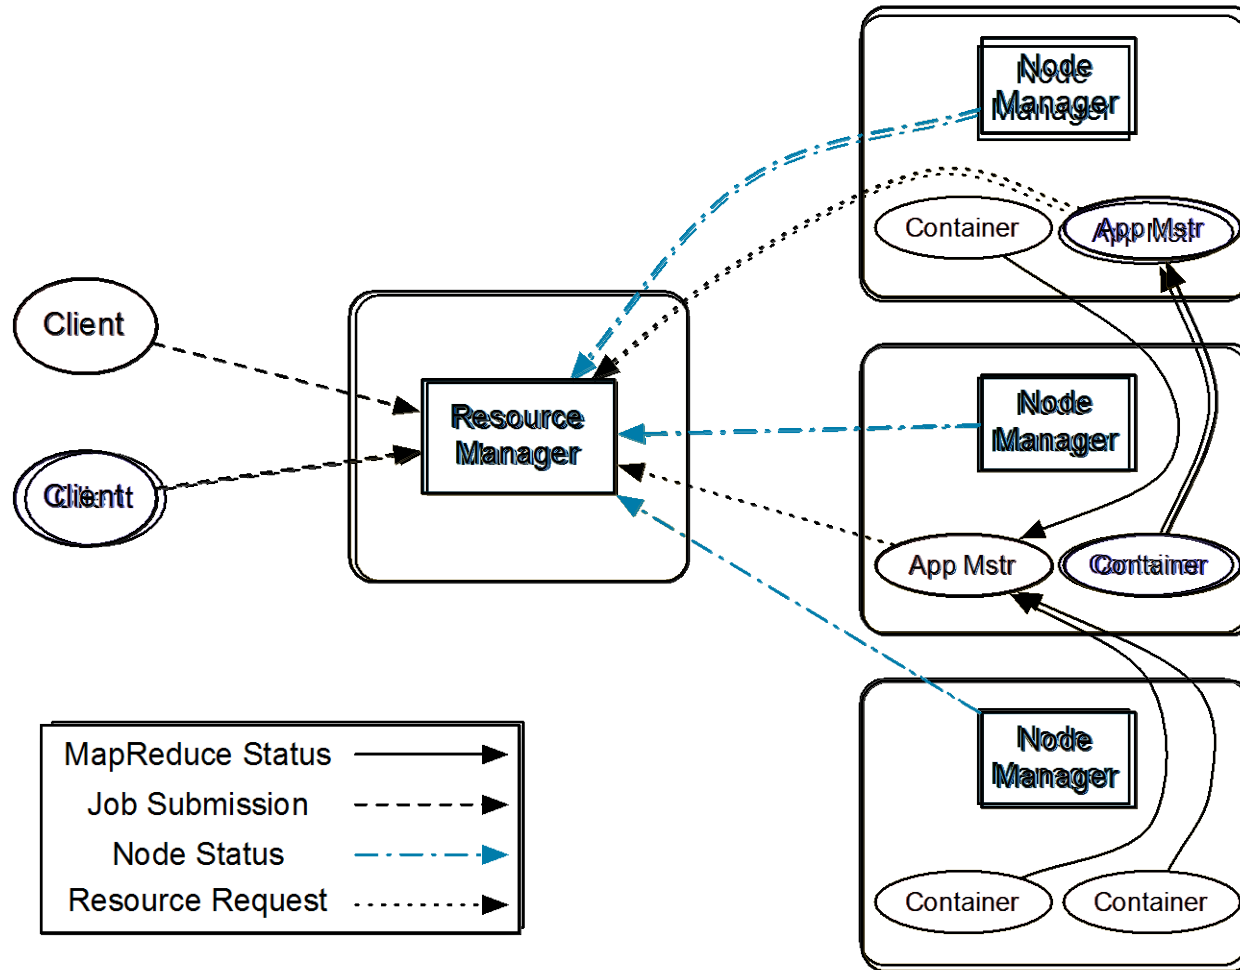 Node
Manager
Container
App Mstr
Client
Resource
Manager
Client
Node
Manager
App Mstr
Container
Node
Manager
MapReduce Status
Job Submission
Node Status
Resource Request
Container
Container